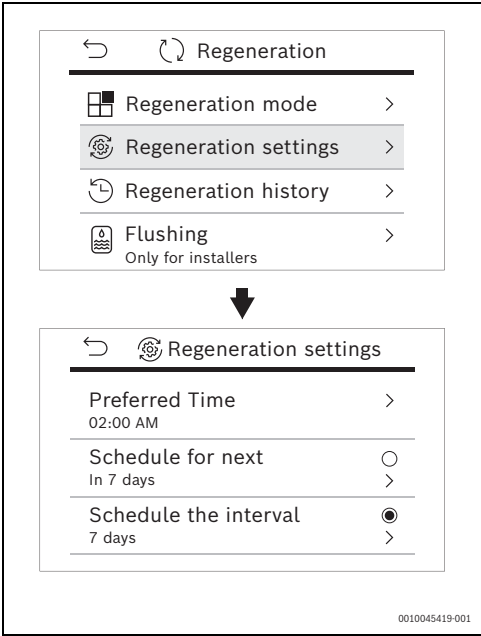 Regeneration
Regeneration mode
Regeneration settings
Regeneration history
Flushing
Only for installers
Regeneration settings
Preferred Time
02:00 AM
Schedule for next
In 7 days
Schedule the interval
7 days
0010045419-001